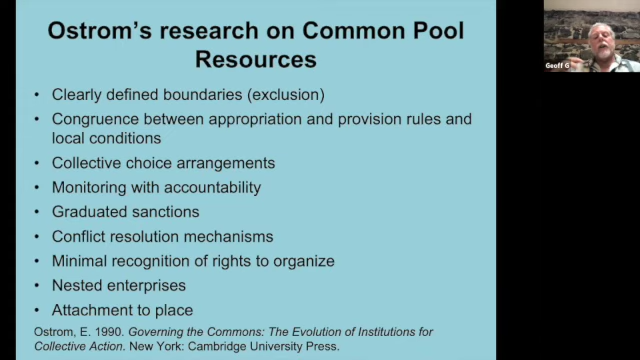 Ostrom's research on Common Pool
Resources
• Clearly defined boundaries (exclusion)
• Congruence between appropriation and provision rules and
local conditions
• Collective choice arrangements
• Monitoring with accountability
• Graduated sanctions
• Conflict resolution mechanisms
• Minimal recognition of rights to organize
• Nested enterprises
• Attachment to place
Ostrom, E. 1990. Governing the Commons: The Evolution of Institutions for
Collective Action. New York: Cambridge University Press.
Geoff G